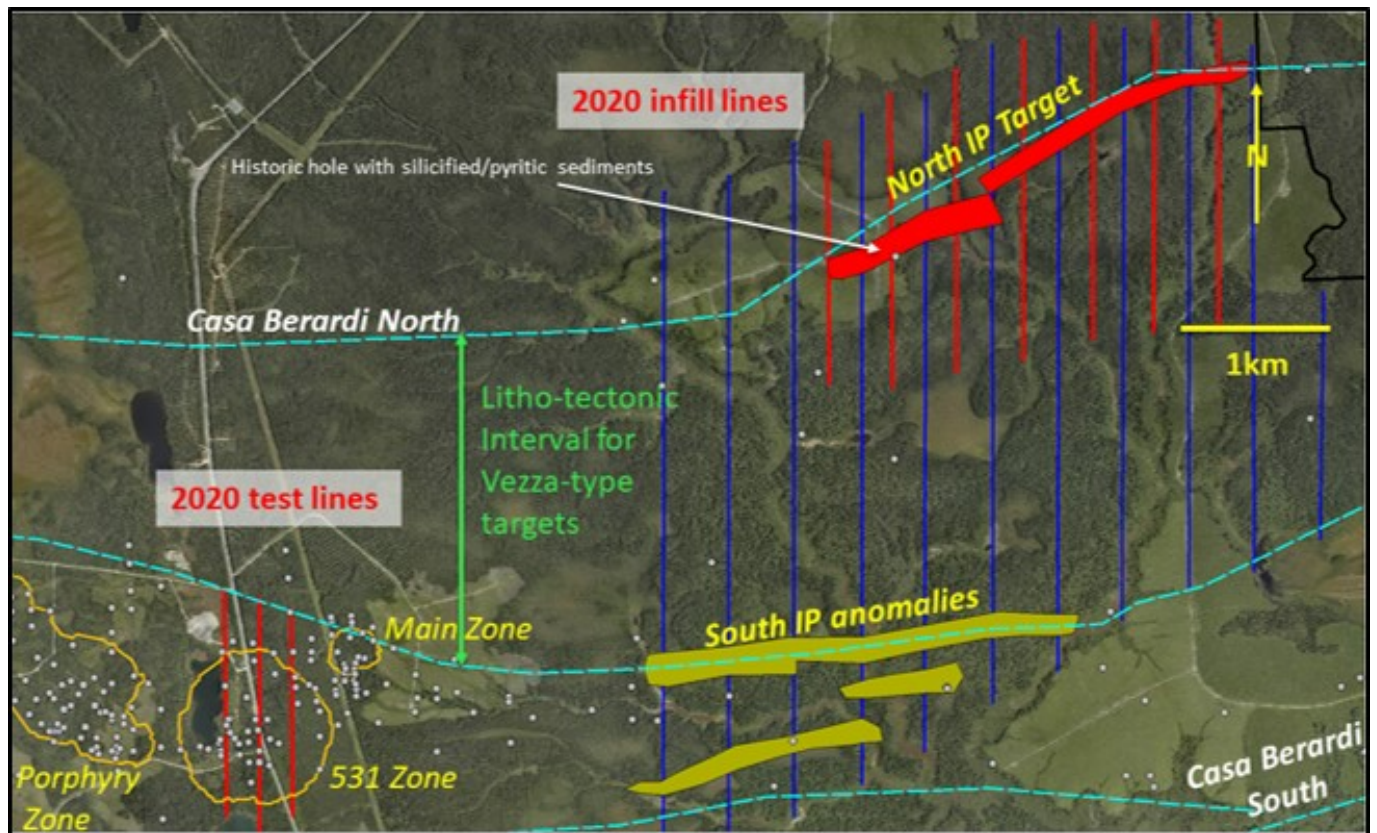 2020 infill lines
North IP Target
Historic hole with silicified/pyritic sediments
N
Casa Berardi North
1km
Litho-tectonic
Interval for
Vezza-type
targets
2020 test lines
South IP anomalies
Main Zone
Casa Berardi
South
531 Zone
Porphyry
Zone